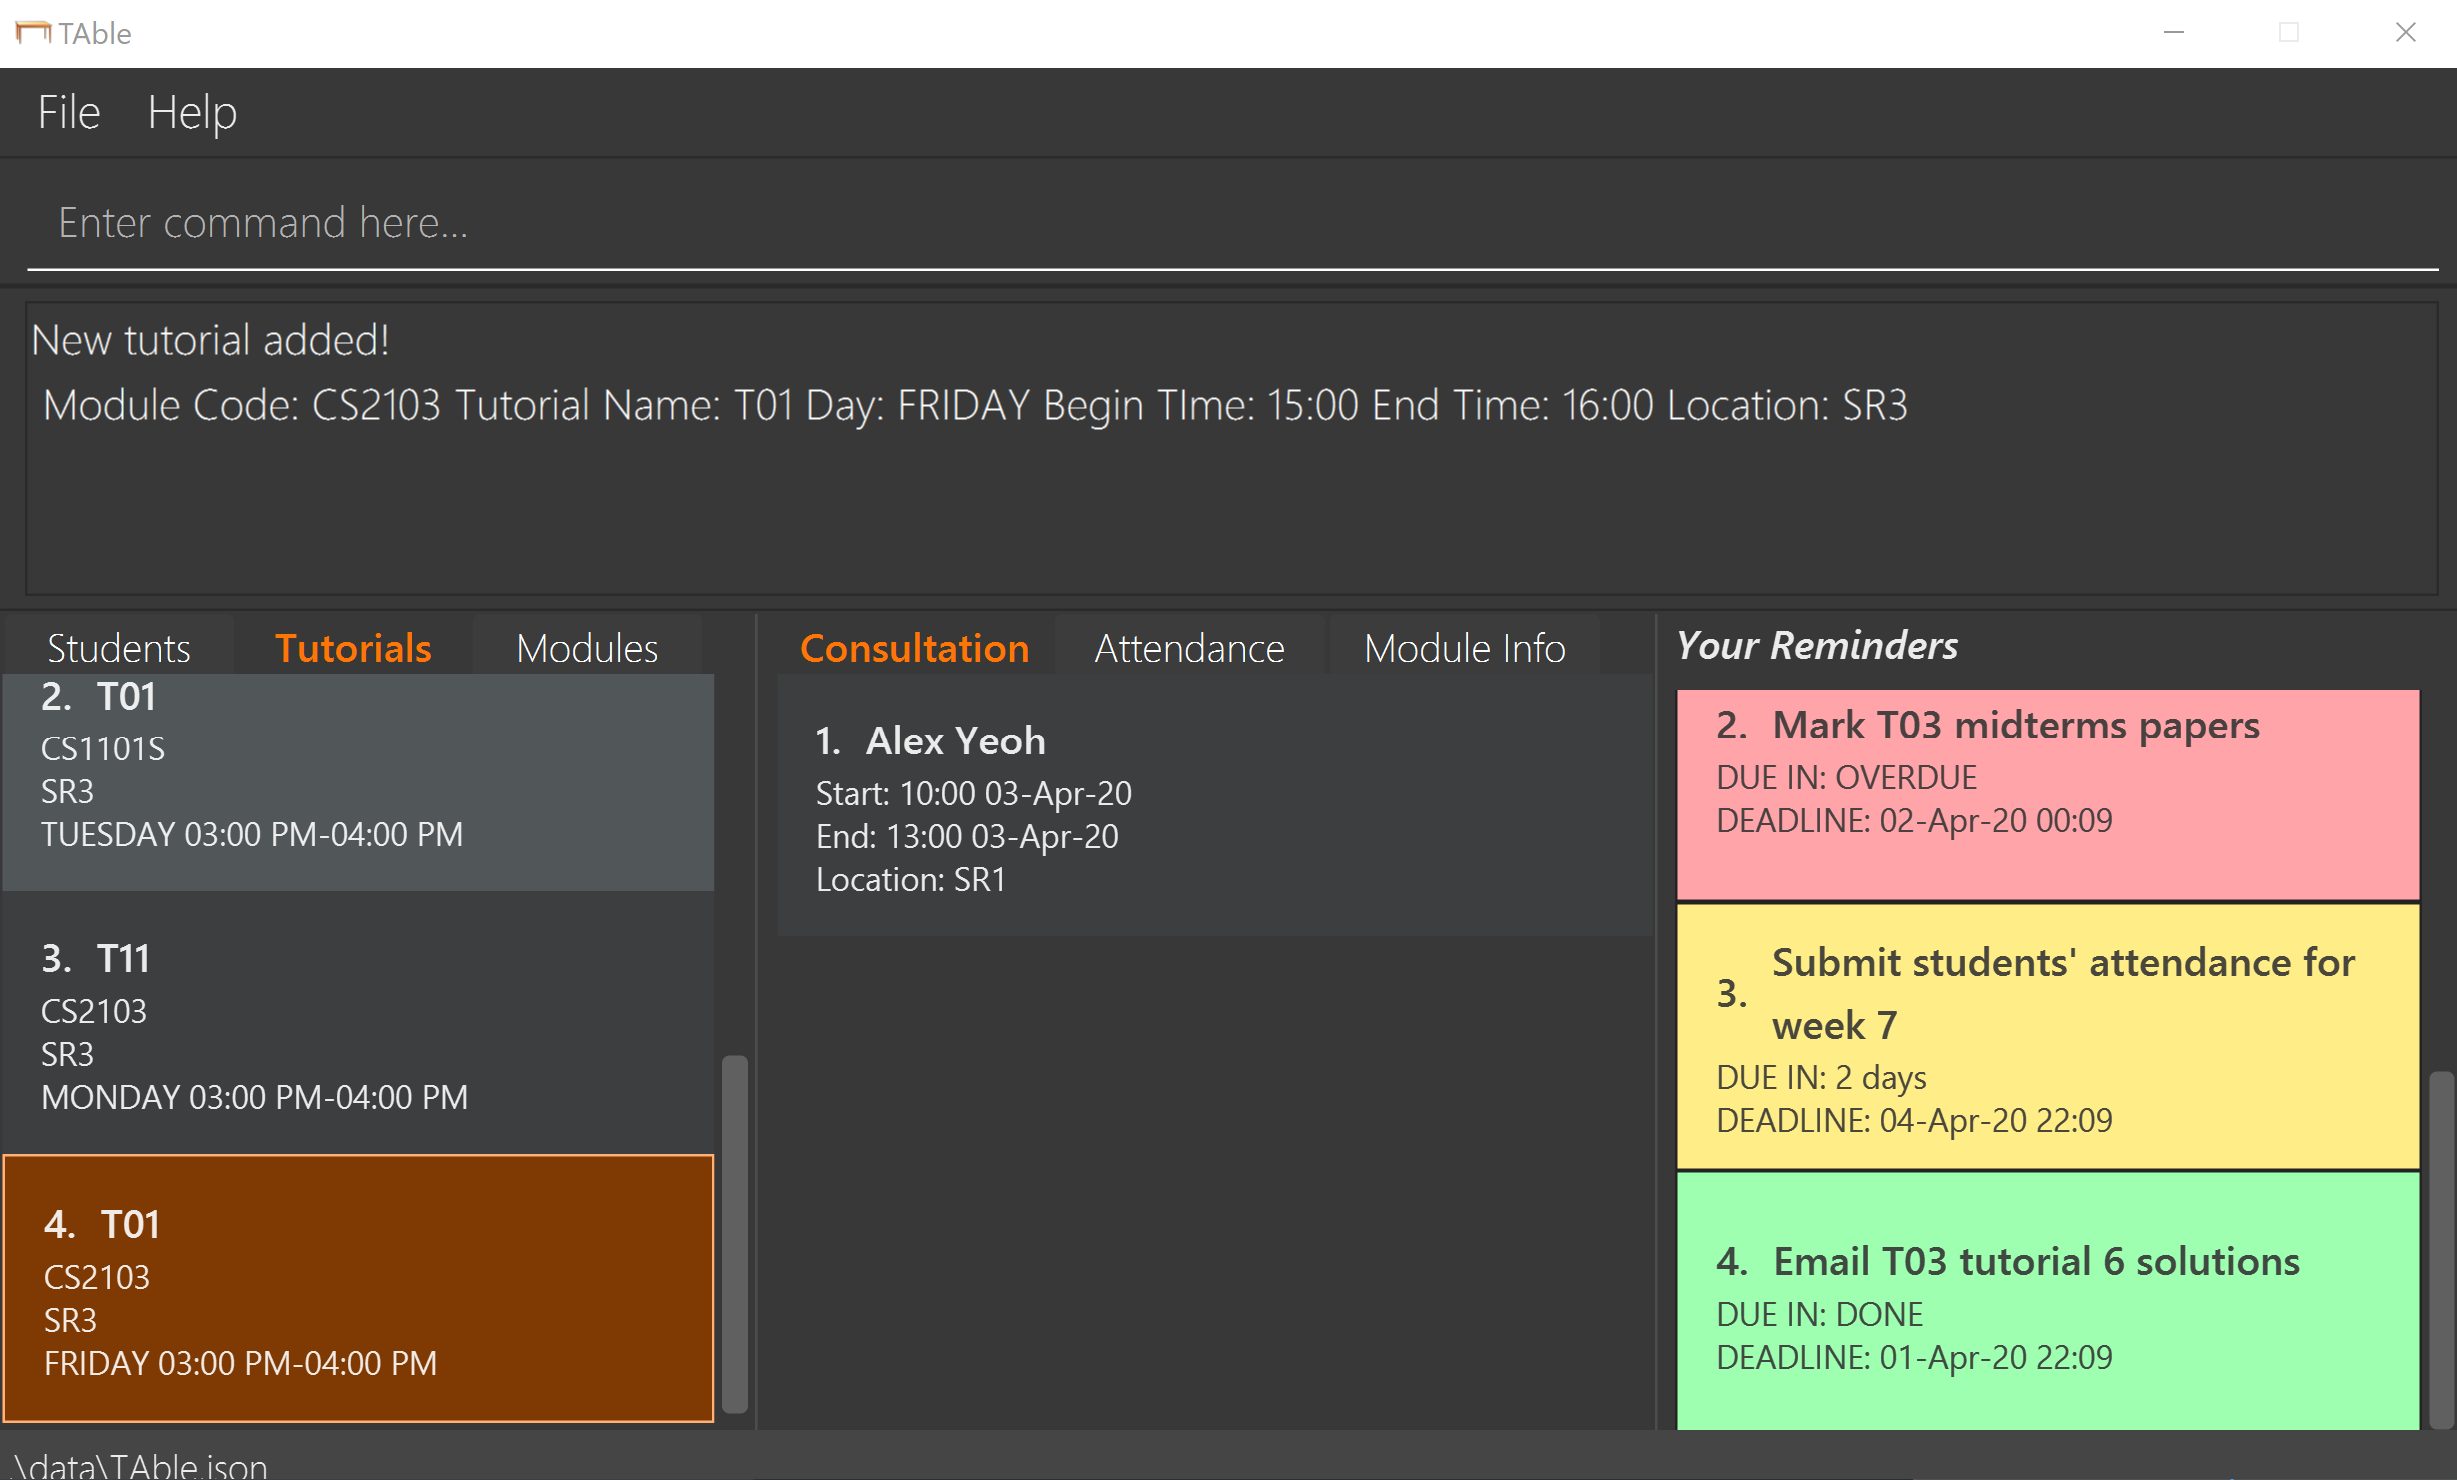 TAble
File Help
Enter command here...
New tutorial added!
Module Code: CS2103 Tutorial Name: T01 Day: FRIDAY Begin TIme: 15:00 End Time: 16:00 Location: SR3
Students Tutorials Modules
2. T01
CS1101S
SR3
TUESDAY 03:00 PM-04:00 PM
3. T11
CS2103
SR3
MONDAY 03:00 PM-04:00 PM
4. T01
CS2103
SR3
FRIDAY 03:00 PM-04:00 PM
Consultation Attendance Module Info
1. Alex Yeoh
Start: 10:00 03-Apr-20
End: 13:00 03-Apr-20
Location: SR1
Your Reminders
2. Mark T03 midterms papers
DUE IN: OVERDUE
DEADLINE: 02-Apr-20 00:09
3. Submit students' attendance for
week 7
DUE IN: 2 days
DEADLINE: 04-Apr-20 22:09
4. Email T03 tutorial 6 solutions
DUE IN: DONE
DEADLINE: 01-Apr-20 22:09
.\data\TAble.json